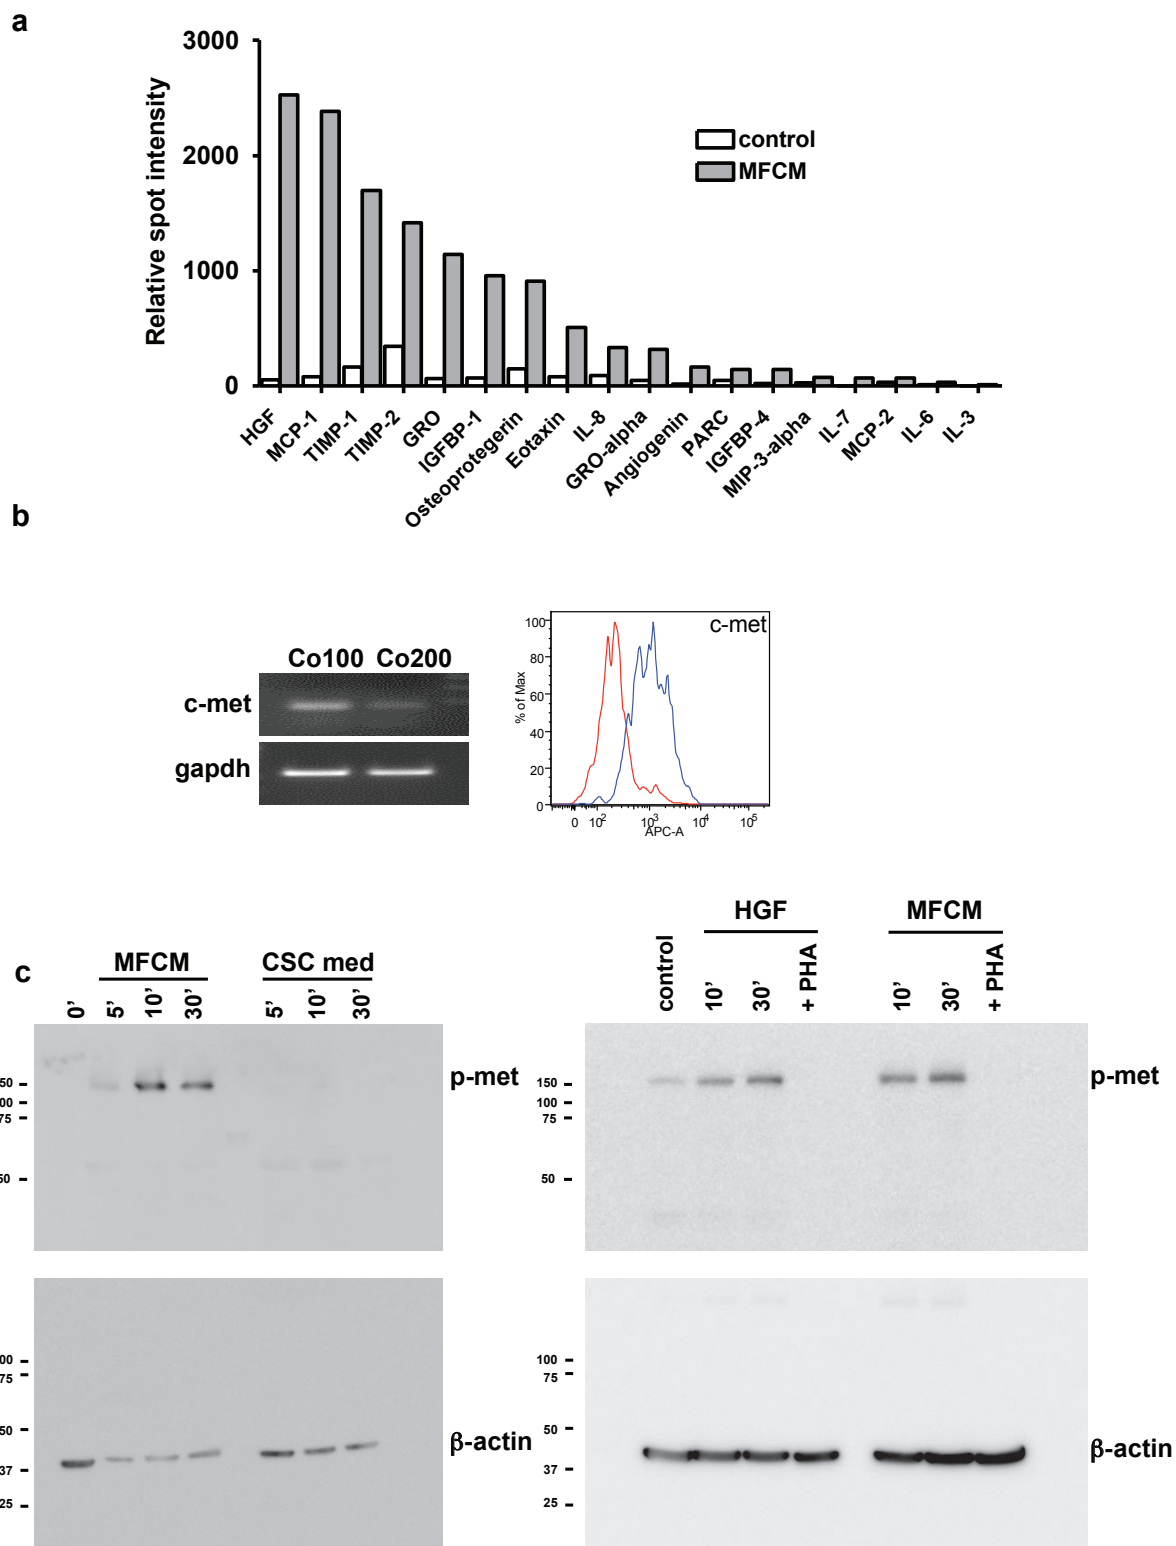 a
3000
2000
1000
0
Relative spot intensity
control
MFCM
HGF
MCP-1
TIMP-1
TIMP-2
GRO
IGFBP-1
Osteoprotegerin
Eotaxin
IL-8
GRO-alpha
Angiogenin
PARC
IGFBP-4
MIP-3-alpha
IL-7
MCP-2
IL-6
IL-3
b
Co100 Co200
c-met
gapdh
c-met
% of Max
100
80
60
40
20
0
0 10² 10³ 10⁴ 10⁵
APC-A
c
MFCM CSC med
0' 5' 10' 30' 5' 10' 30'
p-met
50
100
75
50
β-actin
00
75
50
37
25
HGF MFCM
control 10' 30' + PHA 10' 30' + PHA
p-met
150
100
75
50
β-actin
100
75
50
37
25